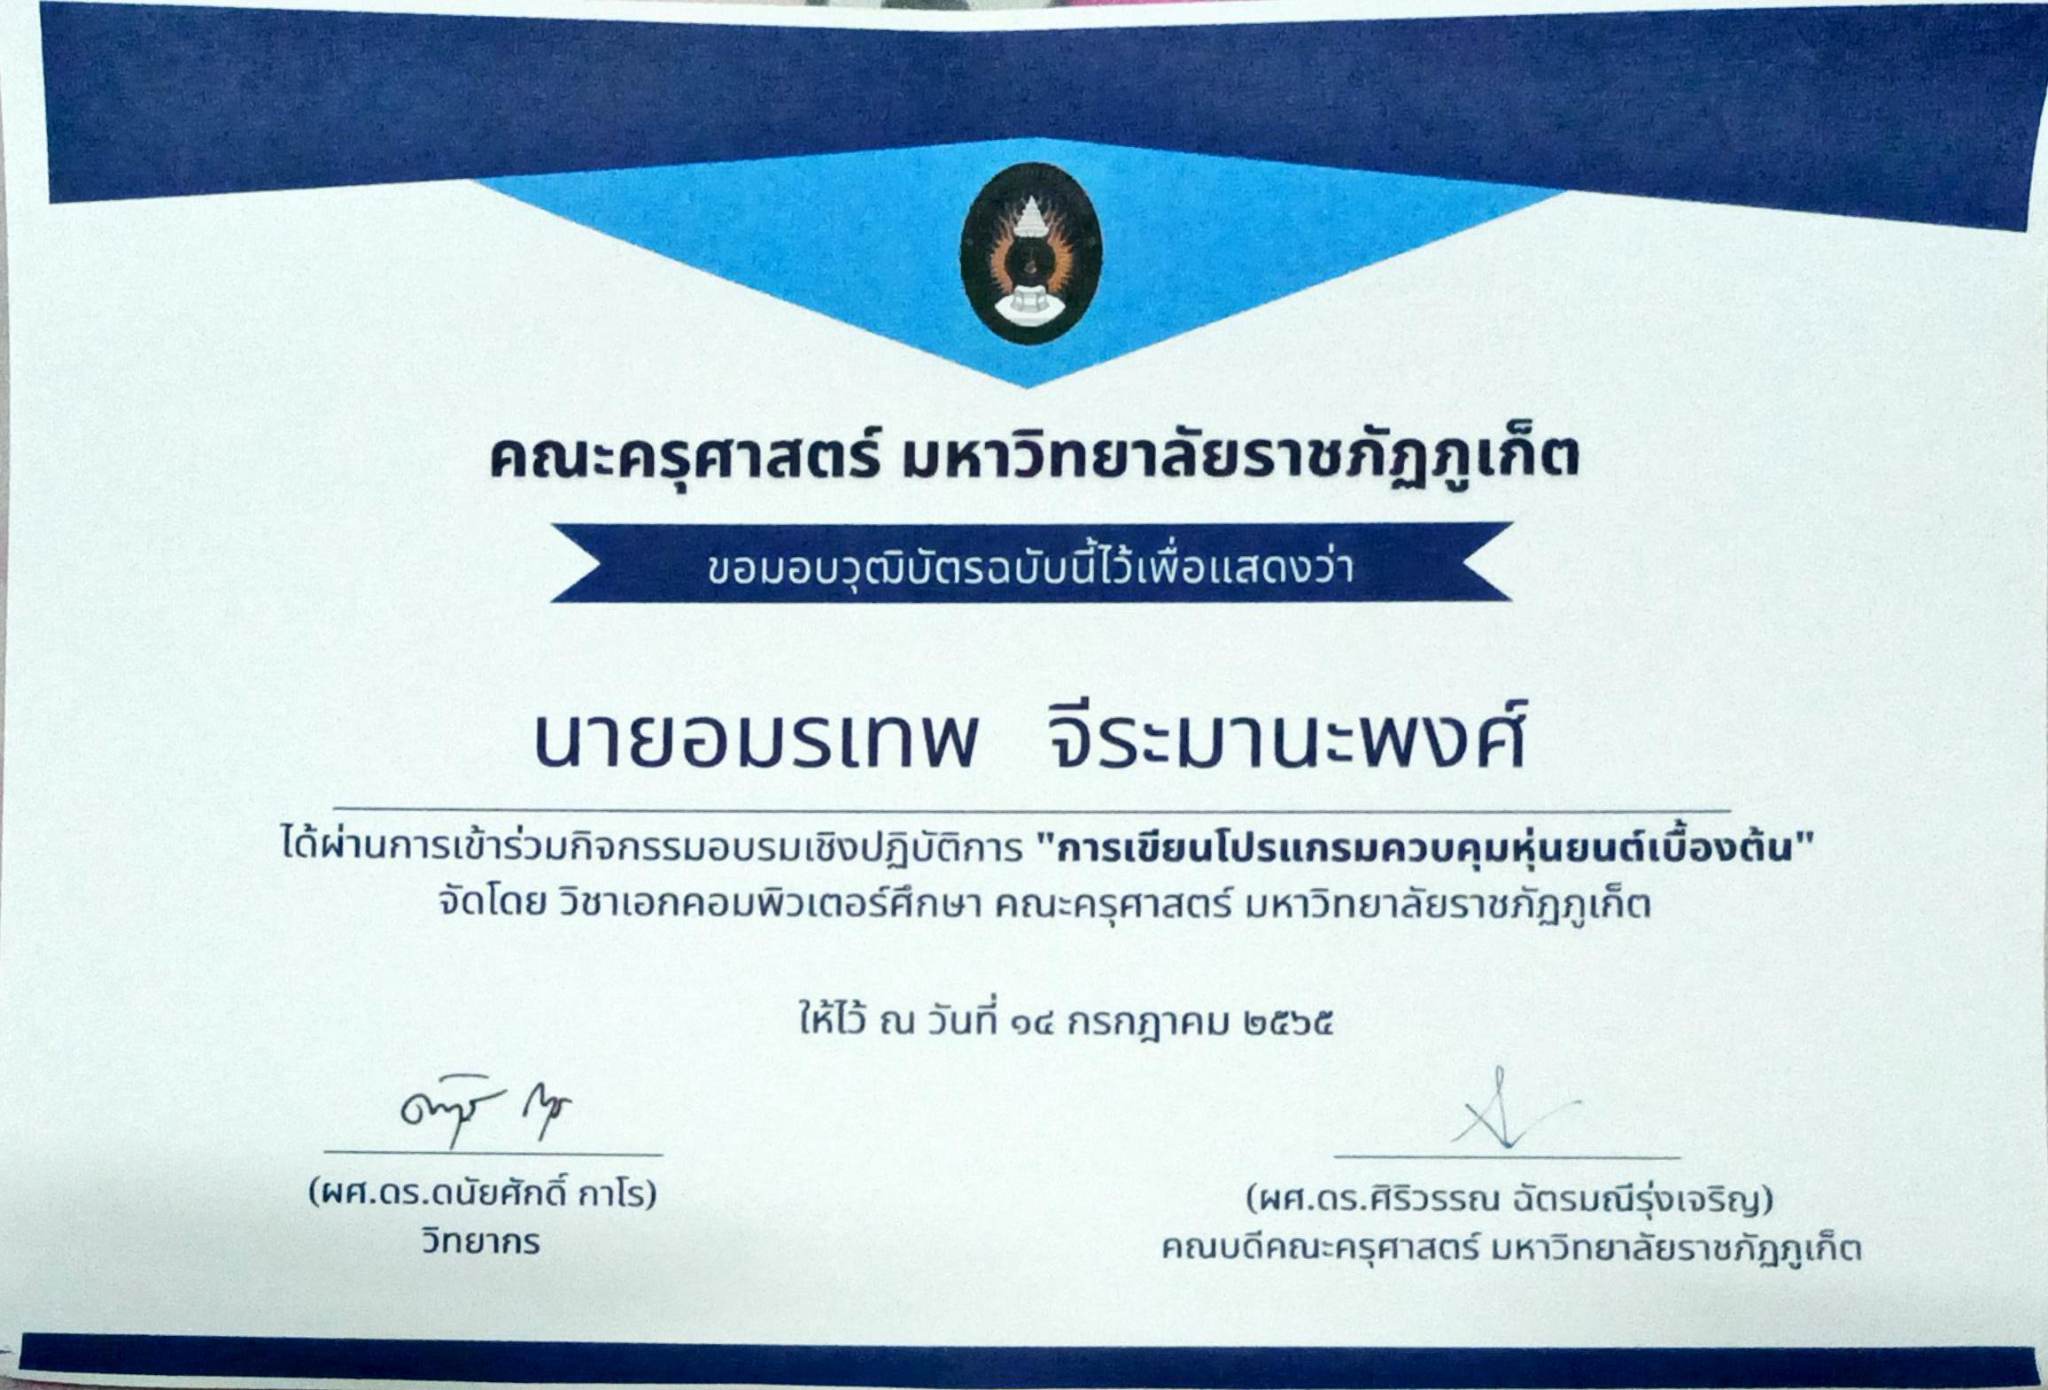 คณะครุศาสตร์ มหาวิทยาลัยราชภัฏภูเก็ต
ขอมอบวุฒิบัตรฉบับนี้ไว้เพื่อแสดงว่า
นายอมรเทพ จีระมานะพงศ์
ได้ผ่านการเข้าร่วมกิจกรรมอบรมเชิงปฏิบัติการ "การเขียนโปรแกรมควบคุมหุ่นยนต์เบื้องต้น"
จัดโดย วิชาเอกคอมพิวเตอร์ศึกษา คณะครุศาสตร์ มหาวิทยาลัยราชภัฏภูเก็ต
ให้ไว้ ณ วันที่ ๑๔ กรกฎาคม ๒๕๖๕
(ผศ.ดร.ดนัยศักดิ์ กาโร)
วิทยากร
(ผศ.ดร.ศิริวรรณ ฉัตรมณีรุ่งเจริญ)
คณบดีคณะครุศาสตร์ มหาวิทยาลัยราชภัฏภูเก็ต